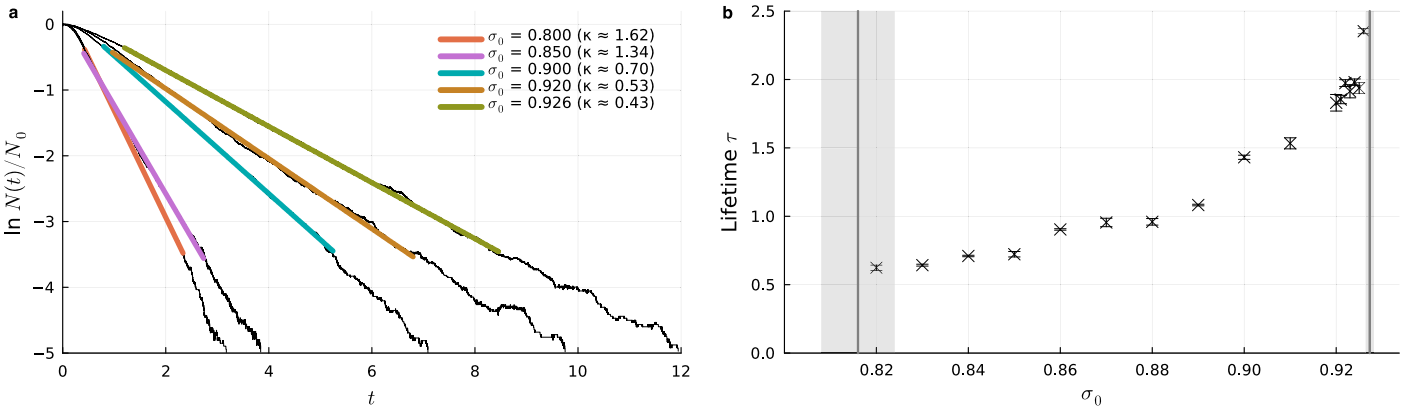 a
0
−1
−2
−3
−4
−5
0
2
4
6
8
10
12
ln N(t)/N₀
t
σ₀ = 0.800 (κ ≈ 1.62)
σ₀ = 0.850 (κ ≈ 1.34)
σ₀ = 0.900 (κ ≈ 0.70)
σ₀ = 0.920 (κ ≈ 0.53)
σ₀ = 0.926 (κ ≈ 0.43)
b
2.5
2.0
1.5
1.0
0.5
0.0
0.82
0.84
0.86
0.88
0.90
0.92
Lifetime τ
σ₀